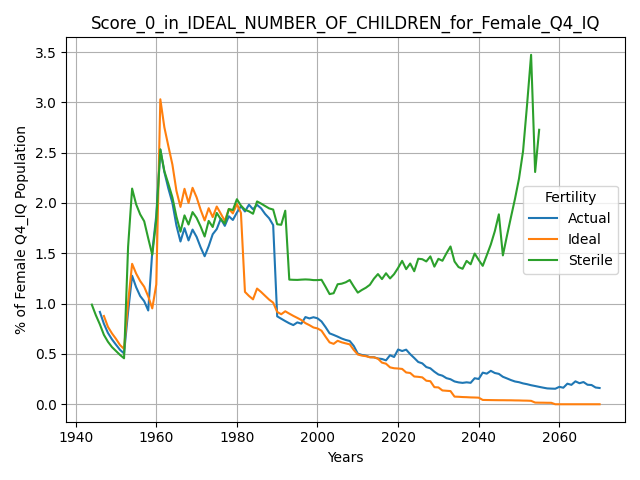 Score_0_in_IDEAL_NUMBER_OF_CHILDREN_for_Female_Q4_IQ
% of Female Q4_IQ Population
3.5
3.0
2.5
2.0
1.5
1.0
0.5
0.0
Fertility
Actual
Ideal
Sterile
1940 1960 1980 2000 2020 2040 2060
Years